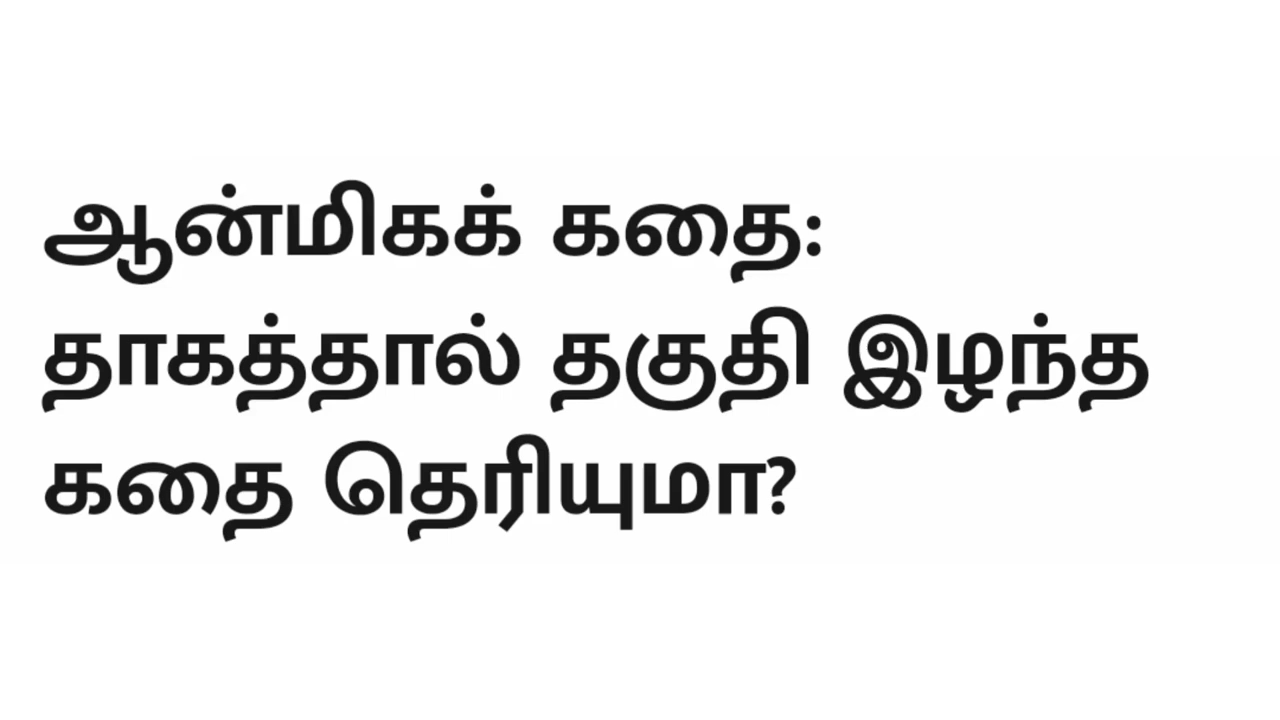 ஆன்மிகக் கதை:
தாகத்தால் தகுதி இழந்த
கதை தெரியுமா?